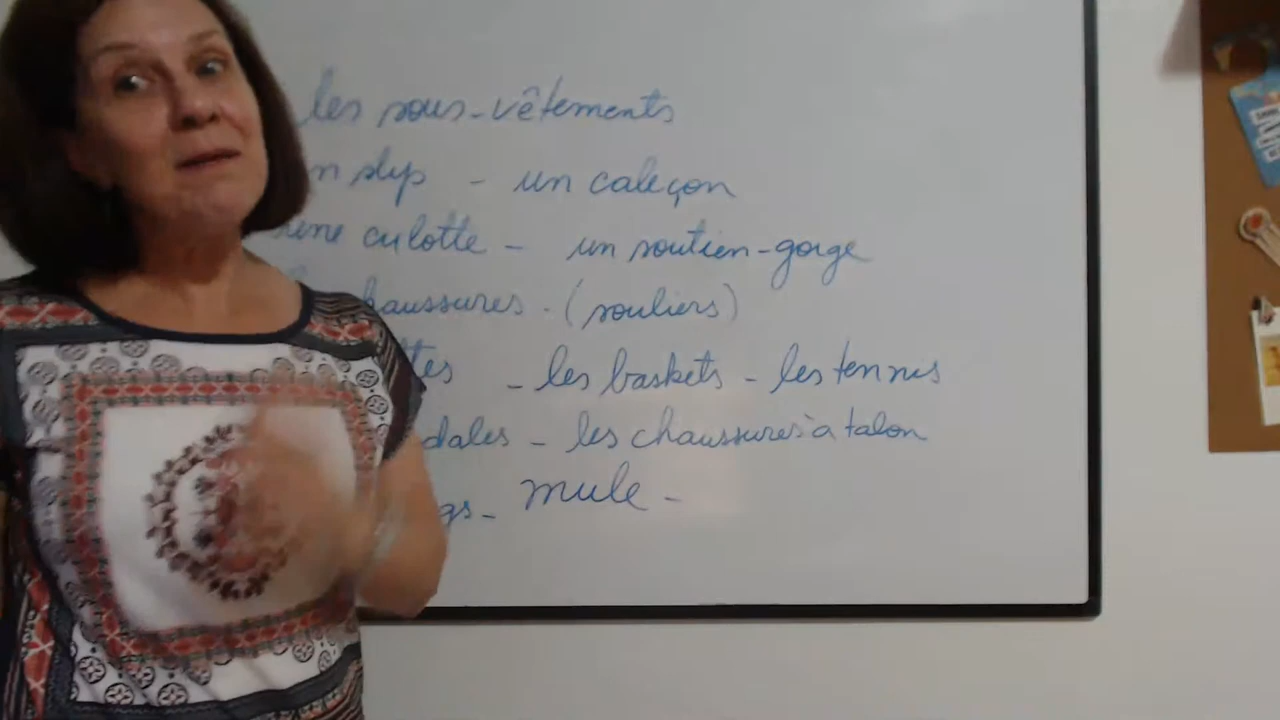 les sous-vêtements
n slip - un caleçon
une culotte - un soutien-gorge
haussures. (souliers)
tes - les baskets - les tennis
dales - les chaussures à talon
gs - mule -